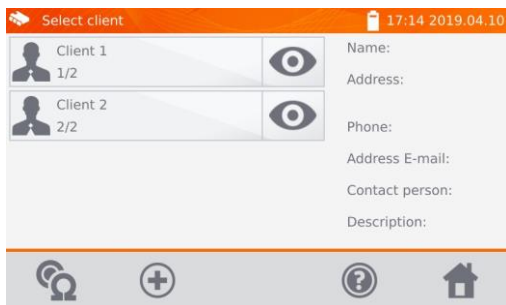 Select client
17:14 2019.04.10
Client 1
1/2
Client 2
2/2
Name:
Address:
Phone:
Address E-mail:
Contact person:
Description: